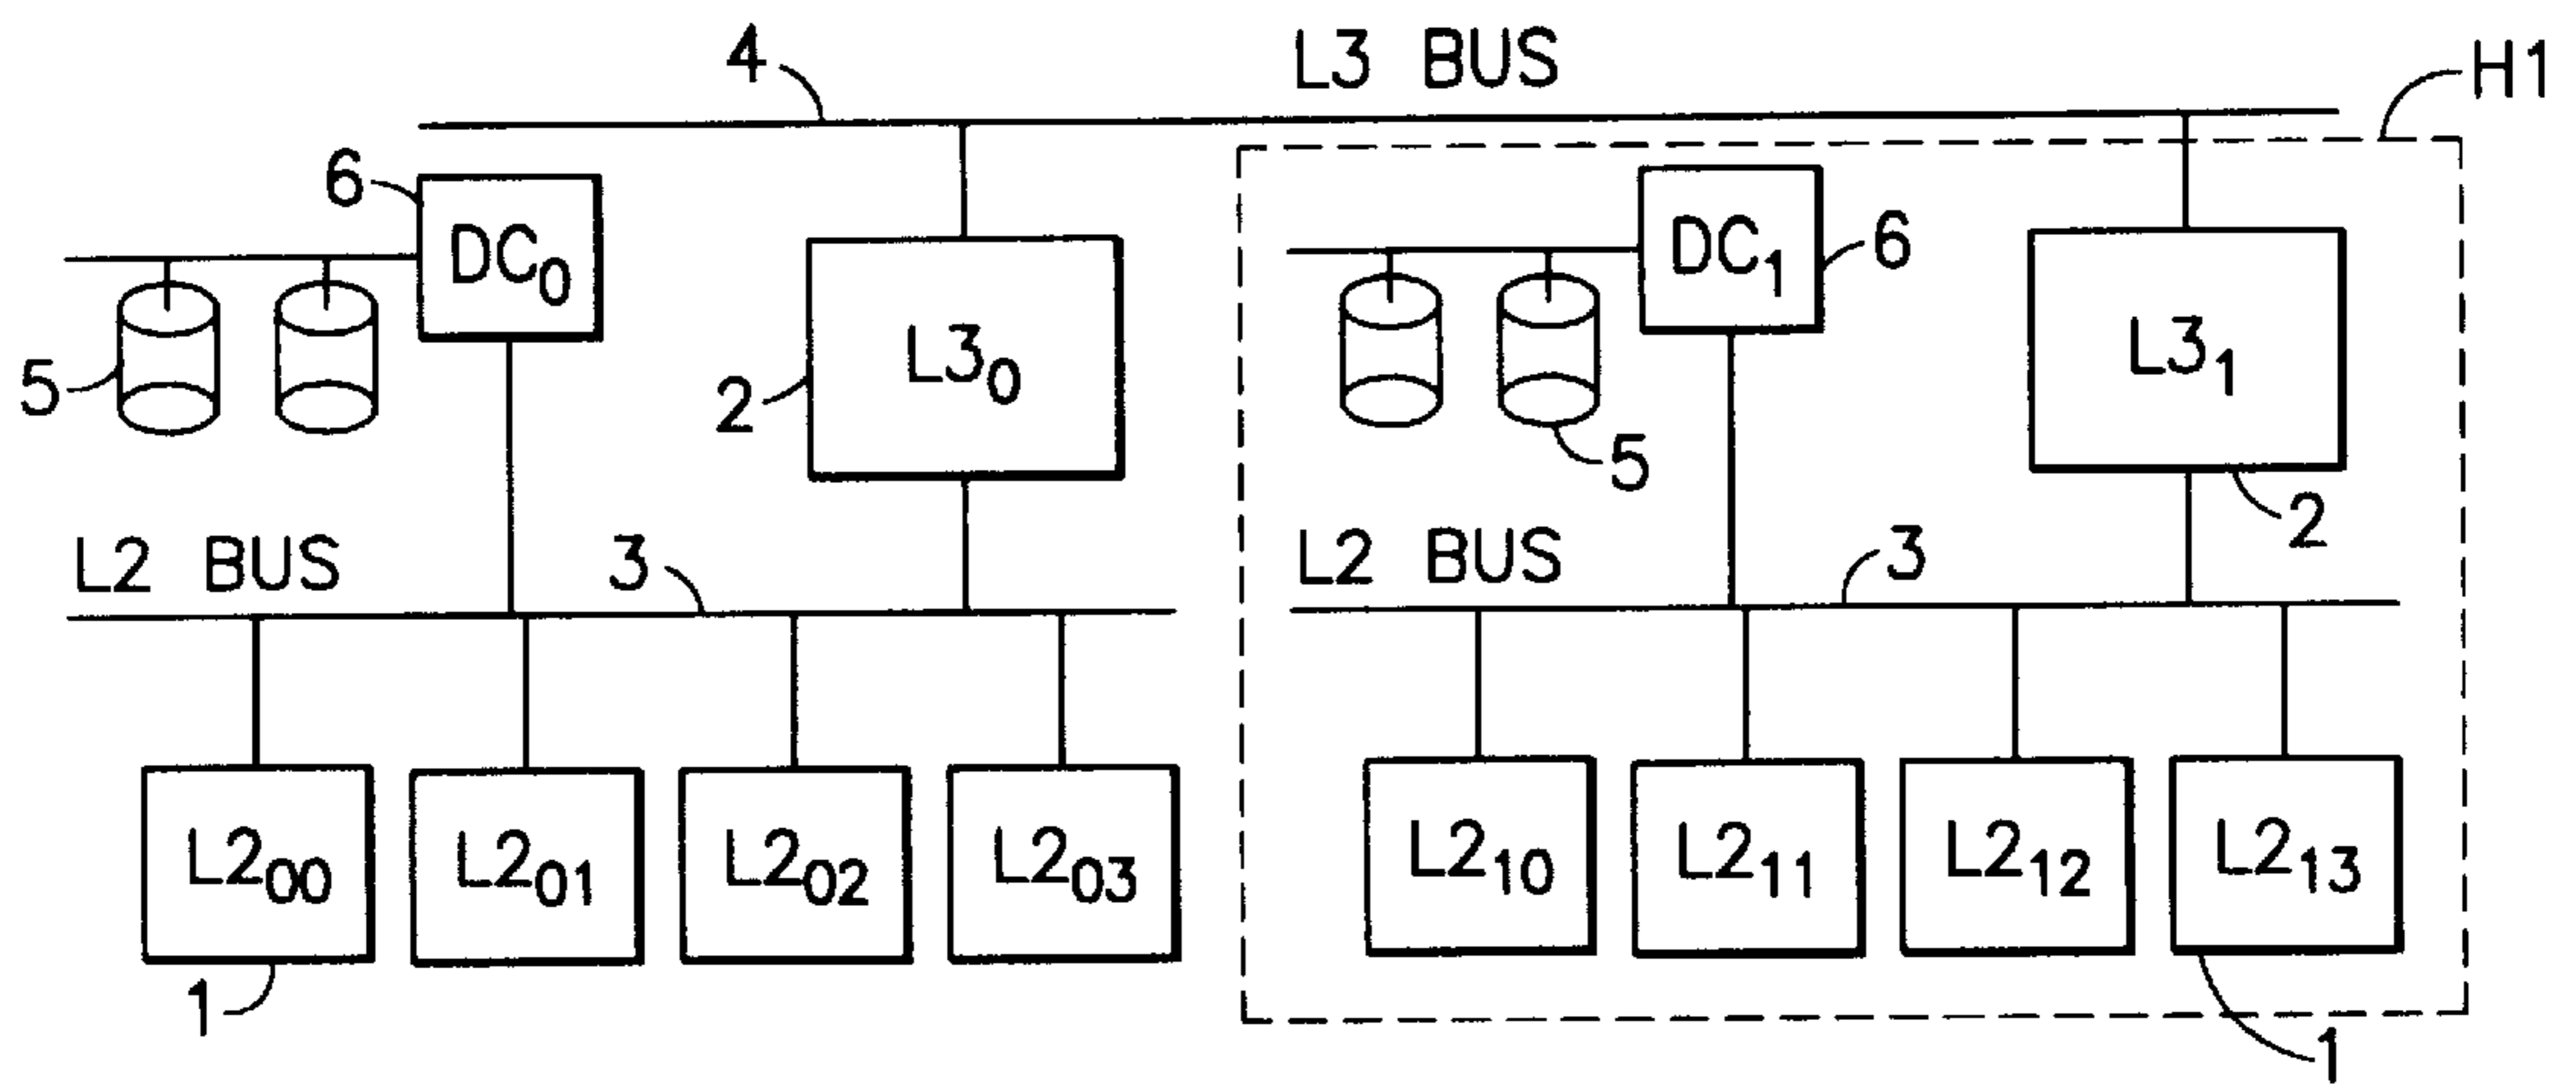 4 L3 BUS H1
6 DC₀ DC₁ 6
5 2 L3₀ 5 L3₁ 2
L2 BUS 3 L2 BUS 3
L2₀₀ L2₀₁ L2₀₂ L2₀₃ L2₁₀ L2₁₁ L2₁₂ L2₁₃
1 1